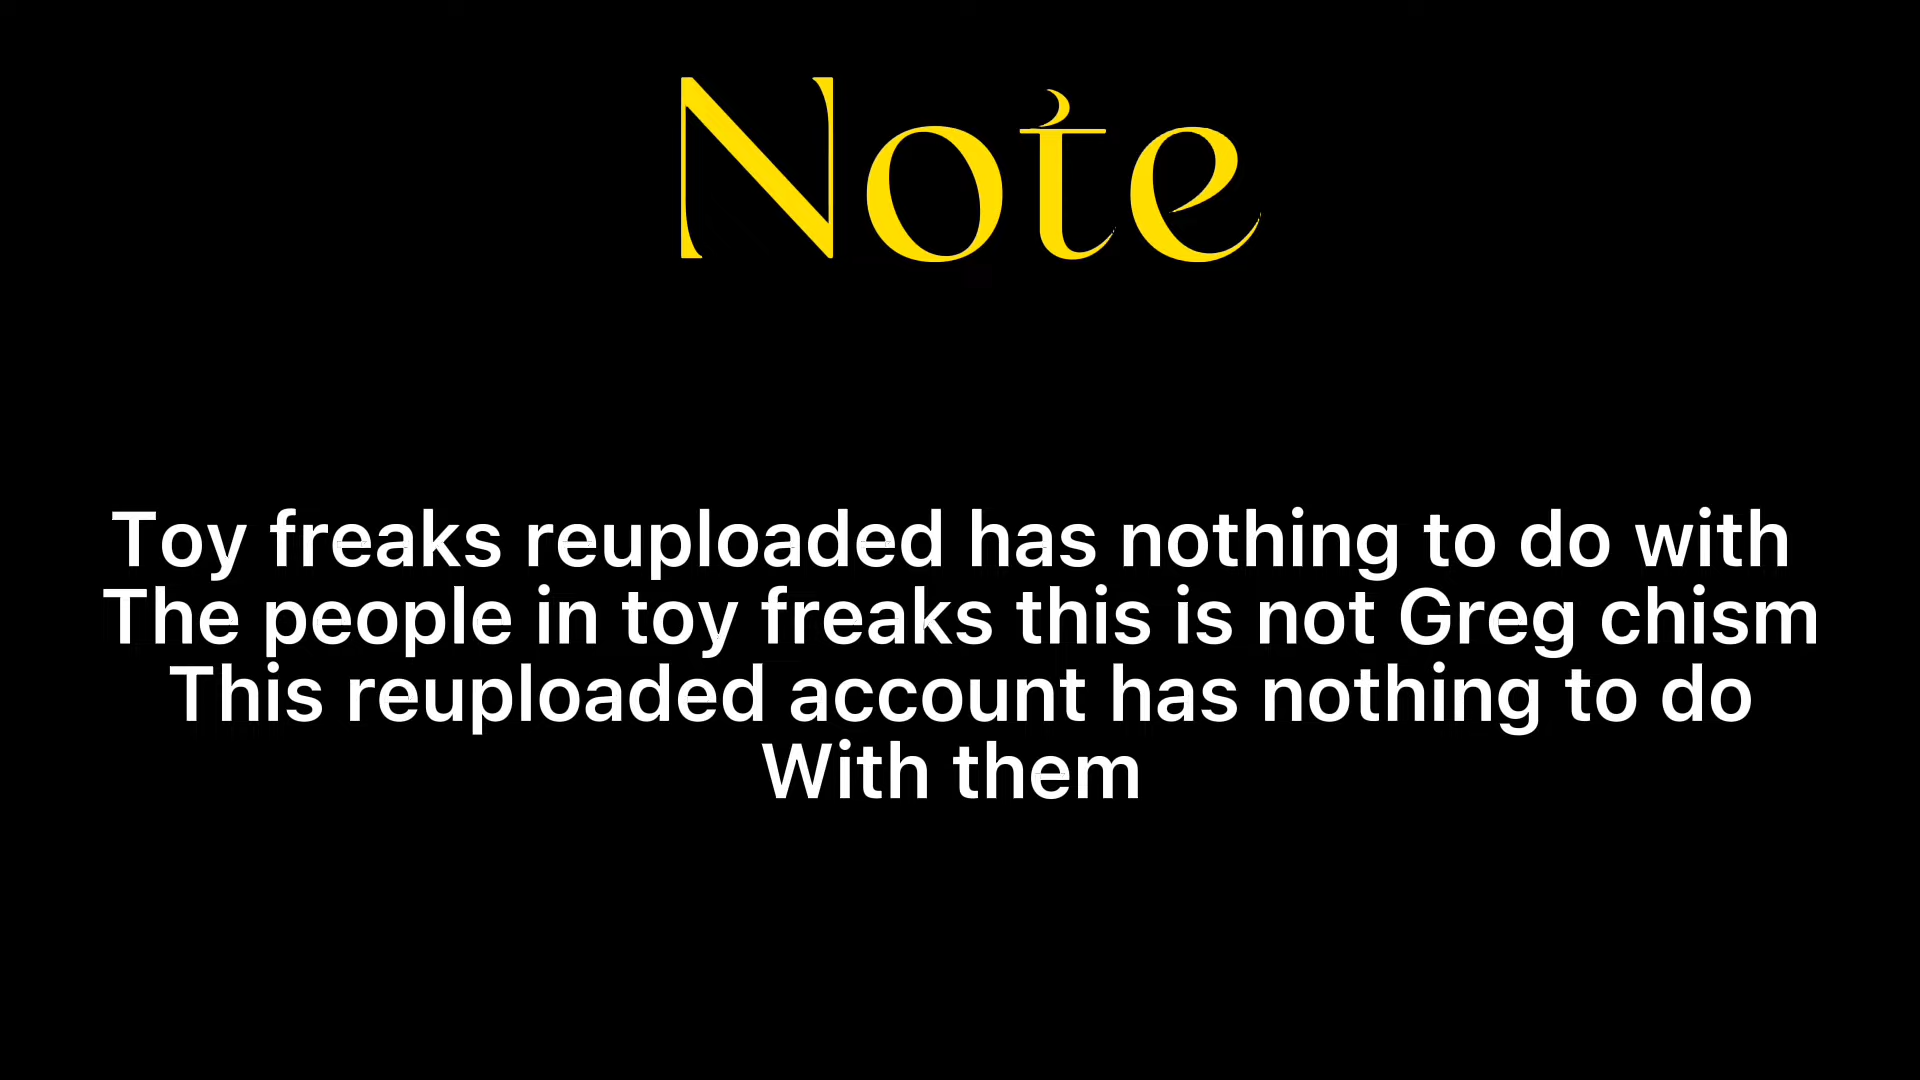 Note
Toy freaks reuploaded has nothing to do with
The people in toy freaks this is not Greg chism
This reuploaded account has nothing to do
With them